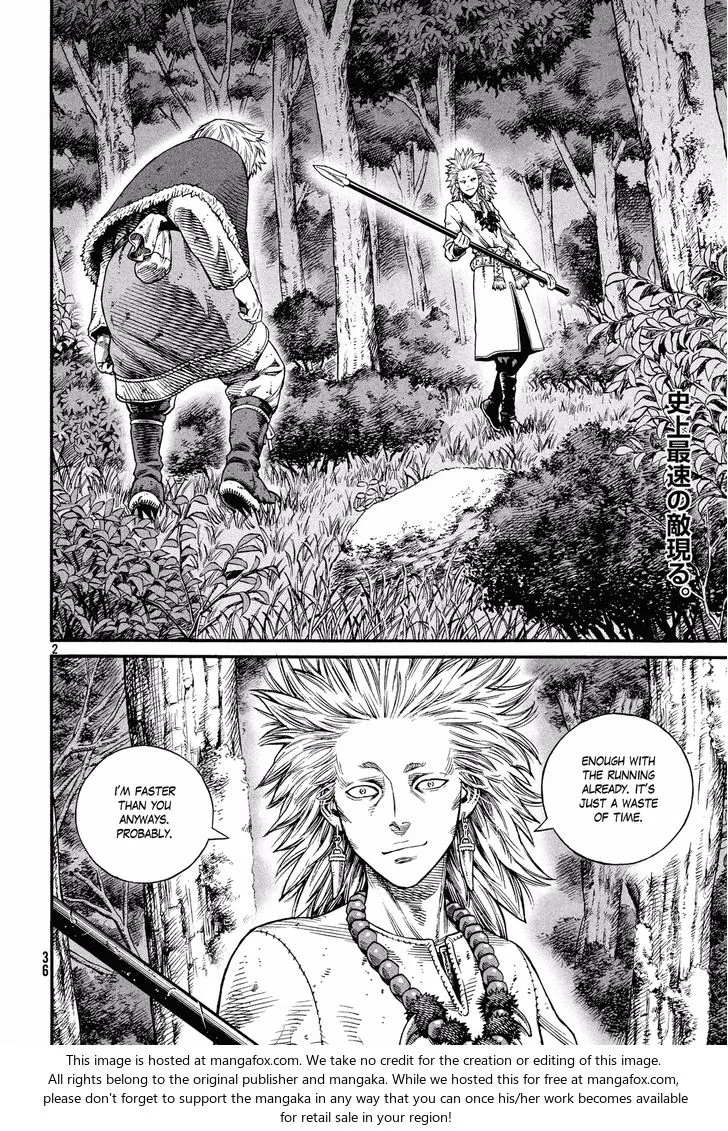 史上最速の敵現る。
2
ENOUGH WITH
THE RUNNING
ALREADY. IT'S
JUST A WASTE
OF TIME.
I'M FASTER
THAN YOU
ANYWAYS.
PROBABLY.
36
This image is hosted at mangafox.com. We take no credit for the creation or editing of this image.
All rights belong to the original publisher and mangaka. While we hosted this for free at mangafox.com,
please don't forget to support the mangaka in any way that you can once his/her work becomes available
for retail sale in your region!